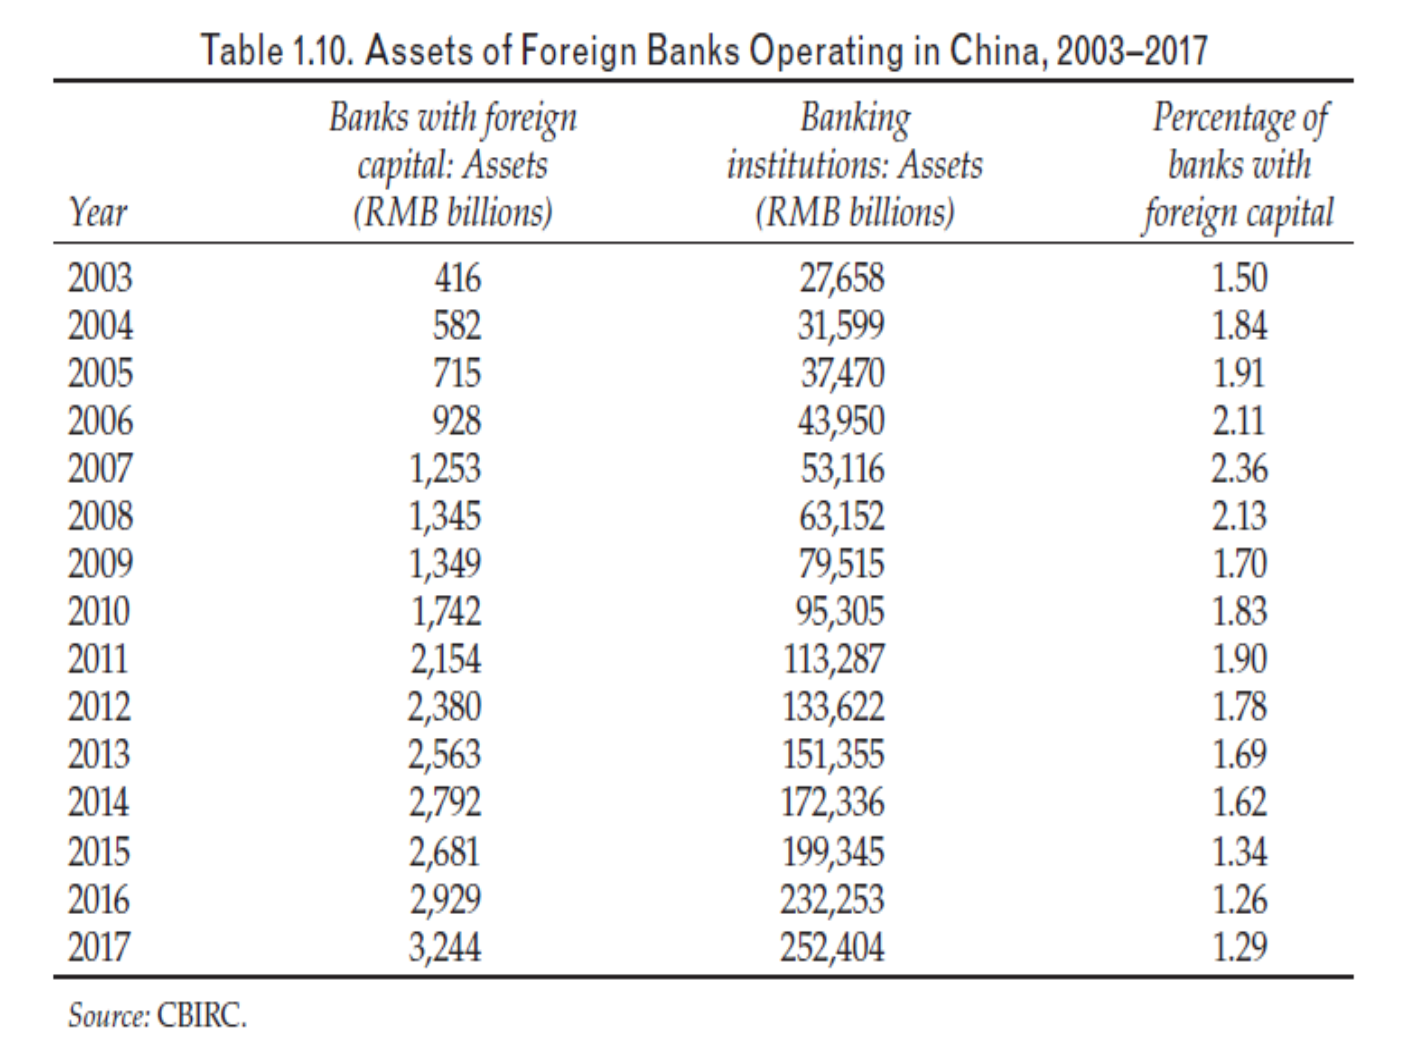 Table 1.10. Assets of Foreign Banks Operating in China, 2003–2017
Banks with foreign capital: Assets (RMB billions)
Banking institutions: Assets (RMB billions)
Percentage of banks with foreign capital
Year
2003 416 27,658 1.50
2004 582 31,599 1.84
2005 715 37,470 1.91
2006 928 43,950 2.11
2007 1,253 53,116 2.36
2008 1,345 63,152 2.13
2009 1,349 79,515 1.70
2010 1,742 95,305 1.83
2011 2,154 113,287 1.90
2012 2,380 133,622 1.78
2013 2,563 151,355 1.69
2014 2,792 172,336 1.62
2015 2,681 199,345 1.34
2016 2,929 232,253 1.26
2017 3,244 252,404 1.29
Source: CBIRC.